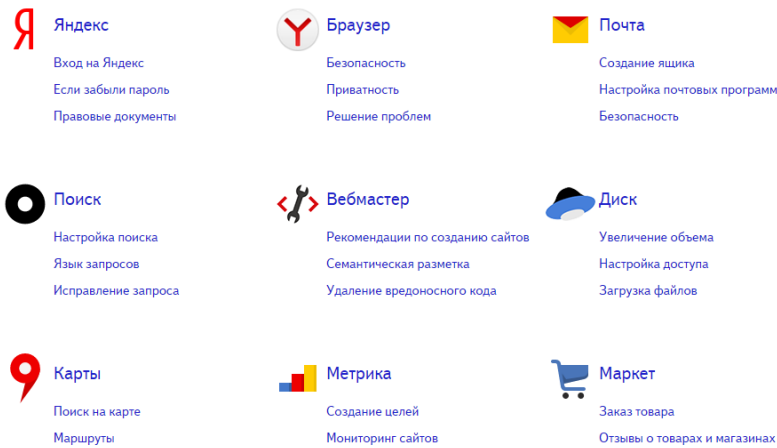 Яндекс
Вход на Яндекс
Если забыли пароль
Правовые документы
Браузер
Безопасность
Приватность
Решение проблем
Почта
Создание ящика
Настройка почтовых программ
Безопасность
Поиск
Настройка поиска
Язык запросов
Исправление запроса
Вебмастер
Рекомендации по созданию сайтов
Семантическая разметка
Удаление вредоносного кода
Диск
Увеличение объема
Настройка доступа
Загрузка файлов
Карты
Поиск на карте
Маршруты
Метрика
Создание целей
Мониторинг сайтов
Маркет
Заказ товара
Отзывы о товарах и магазинах